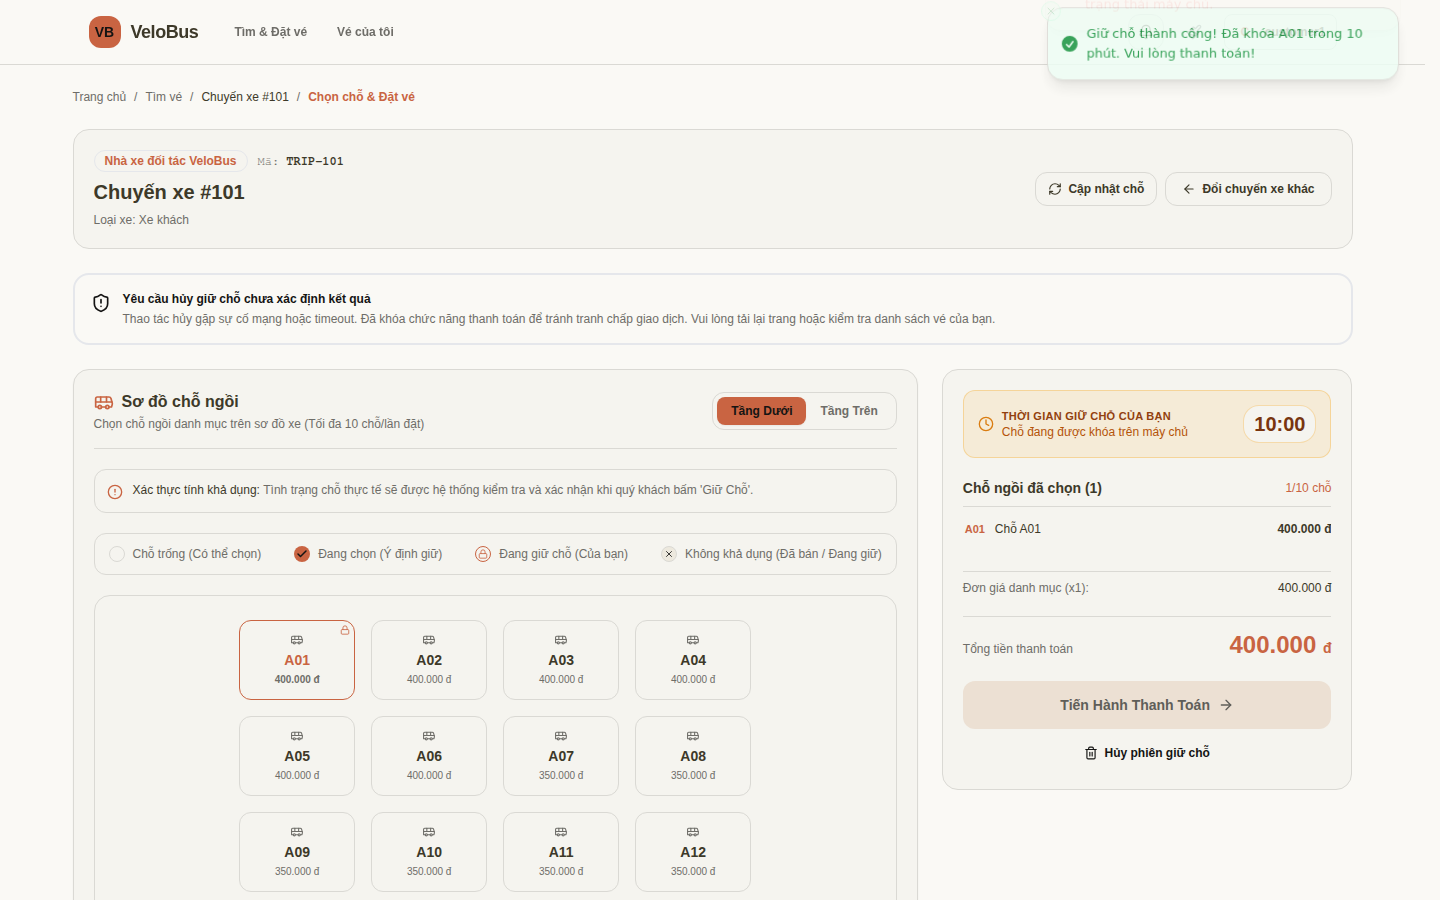 VB VeloBus Tìm & Đặt vé Vé của tôi
Giữ chỗ thành công! Đã khóa A01 trong 10
phút. Vui lòng thanh toán!
Trang chủ / Tìm vé / Chuyến xe #101 / Chọn chỗ & Đặt vé
Nhà xe đối tác VeloBus Mã: TRIP-101
Chuyến xe #101
Loại xe: Xe khách
Cập nhật chỗ
Đổi chuyến xe khác
Yêu cầu hủy giữ chỗ chưa xác định kết quả
Thao tác hủy gặp sự cố mạng hoặc timeout. Đã khóa chức năng thanh toán để tránh tranh chấp giao dịch. Vui lòng tải lại trang hoặc kiểm tra danh sách vé của bạn.
Sơ đồ chỗ ngồi
Chọn chỗ ngồi danh mục trên sơ đồ xe (Tối đa 10 chỗ/lần đặt)
Tầng Dưới Tầng Trên
Xác thực tính khả dụng: Tình trạng chỗ thực tế sẽ được hệ thống kiểm tra và xác nhận khi quý khách bấm 'Giữ Chỗ'.
Chỗ trống (Có thể chọn) Đang chọn (Ý định giữ) Đang giữ chỗ (Của bạn) Không khả dụng (Đã bán / Đang giữ)
A01 A02 A03 A04
400.000 đ 400.000 đ 400.000 đ 400.000 đ
A05 A06 A07 A08
400.000 đ 400.000 đ 350.000 đ 350.000 đ
A09 A10 A11 A12
350.000 đ 350.000 đ 350.000 đ 350.000 đ
THỜI GIAN GIỮ CHỖ CỦA BẠN
Chỗ đang được khóa trên máy chủ
10:00
Chỗ ngồi đã chọn (1) 1/10 chỗ
A01 Chỗ A01 400.000 đ
Đơn giá danh mục (x1): 400.000 đ
Tổng tiền thanh toán 400.000 đ
Tiến Hành Thanh Toán
Hủy phiên giữ chỗ